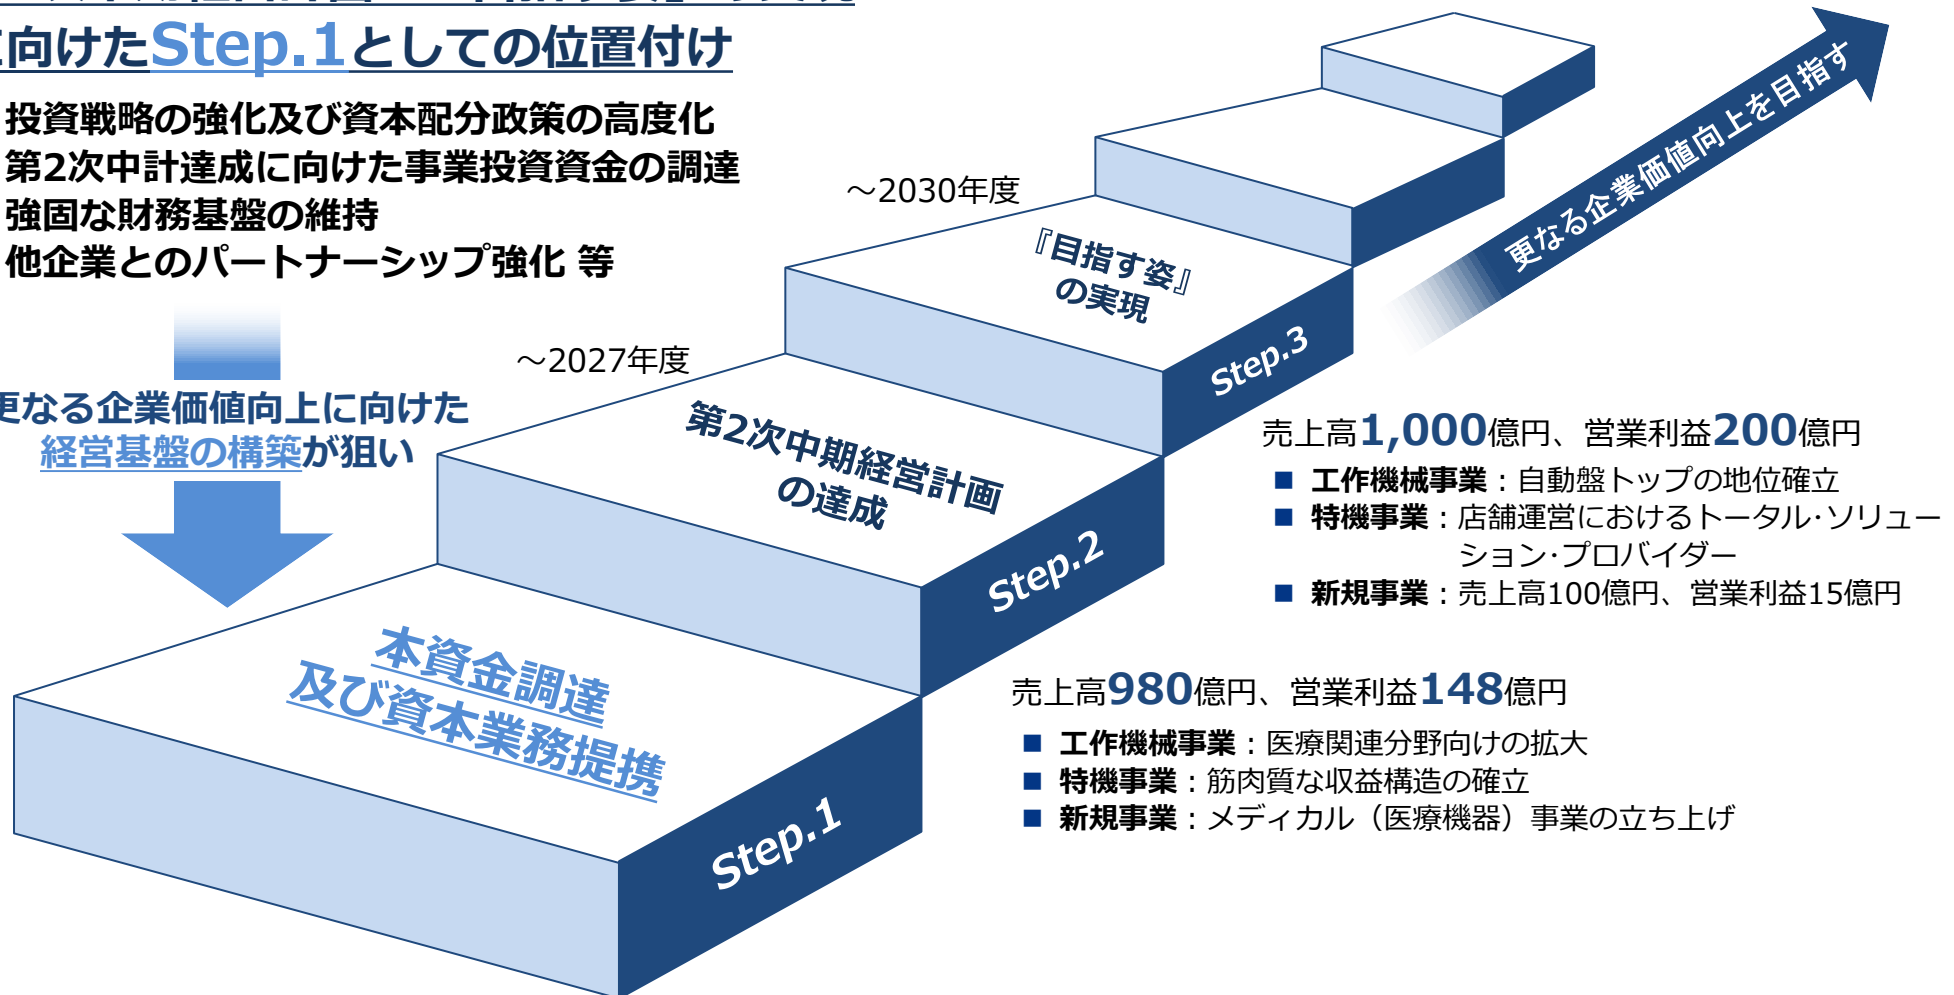 向けたStep.1としての位置付け
投資戦略の強化及び資本配分政策の高度化
第2次中計達成に向けた事業投資資金の調達
強固な財務基盤の維持
他企業とのパートナーシップ強化 等
更なる企業価値向上に向けた
経営基盤の構築が狙い
～2027年度
～2030年度
本資金調達
及び資本業務提携
Step.1
第2次中期経営計画
の達成
Step.2
『目指す姿』
の実現
Step.3
更なる企業価値向上を目指す
売上高1,000億円、営業利益200億円
■ 工作機械事業：自動盤トップの地位確立
■ 特機事業：店舗運営におけるトータル･ソリュー
ション･プロバイダー
■ 新規事業：売上高100億円、営業利益15億円
売上高980億円、営業利益148億円
■ 工作機械事業：医療関連分野向けの拡大
■ 特機事業：筋肉質な収益構造の確立
■ 新規事業：メディカル（医療機器）事業の立ち上げ